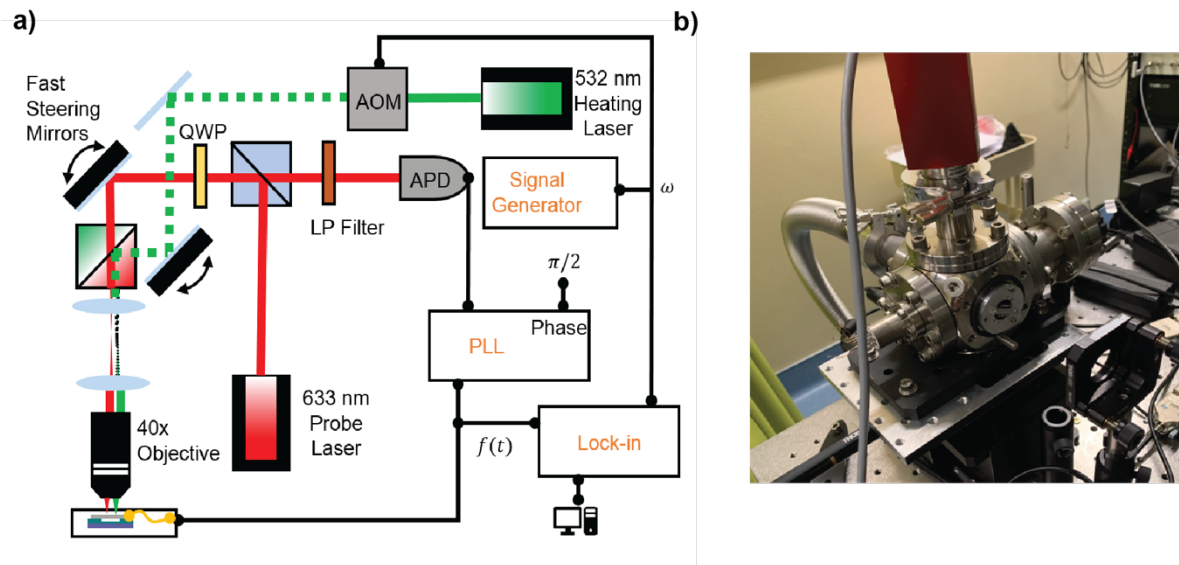 a)
b)
Fast
Steering
Mirrors
QWP
AOM
532 nm
Heating
Laser
APD
LP Filter
Signal
Generator
ω
π/2
Phase
PLL
633 nm
Probe
Laser
40x
Objective
f(t)
Lock-in